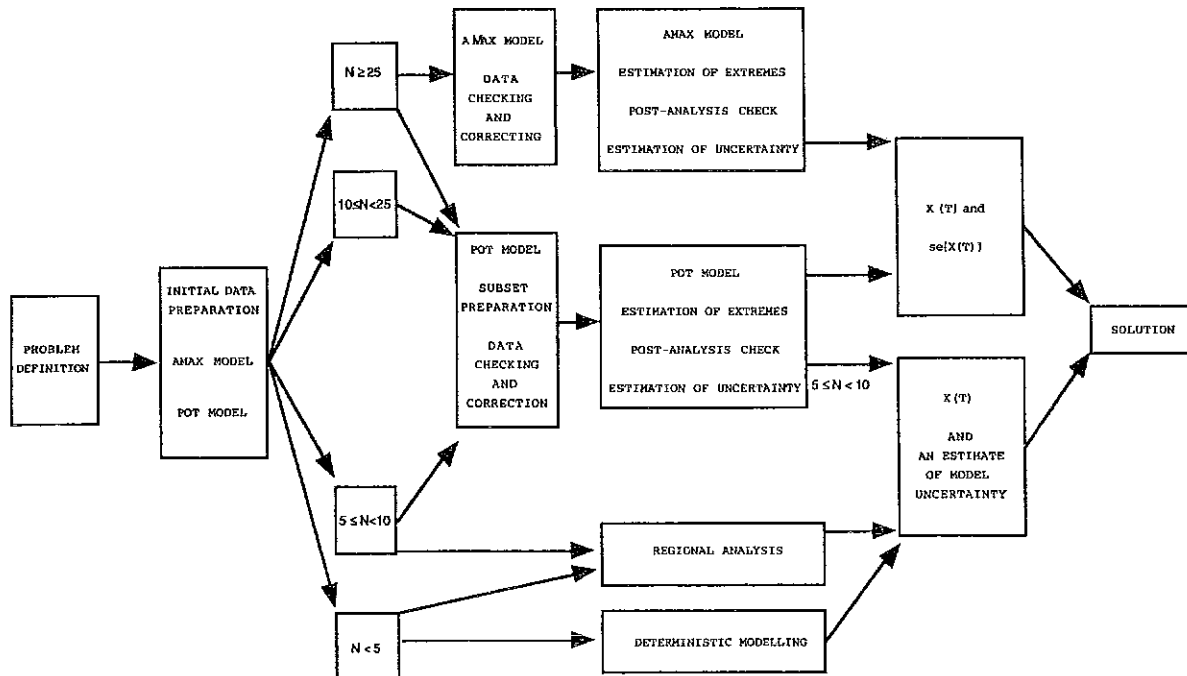 PROBLEM
DEFINITION
INITIAL DATA
PREPARATION
AMAX MODEL
POT MODEL
N ≥ 25
10≤N<25
5 ≤ N<10
N < 5
A MAX MODEL
DATA
CHECKING
AND
CORRECTING
POT MODEL
SUBSET
PREPARATION
DATA
CHECKING
AND
CORRECTION
AMAX MODEL
ESTIMATION OF EXTREMES
POST-ANALYSIS CHECK
ESTIMATION OF UNCERTAINTY
POT MODEL
ESTIMATION OF EXTREMES
POST-ANALYSIS CHECK
ESTIMATION OF UNCERTAINTY
5 ≤ N < 10
REGIONAL ANALYSIS
DETERMINISTIC MODELLING
X (T) and
se[X(T)]
X (T)
AND
AN ESTIMATE
OF MODEL
UNCERTAINTY
SOLUTION